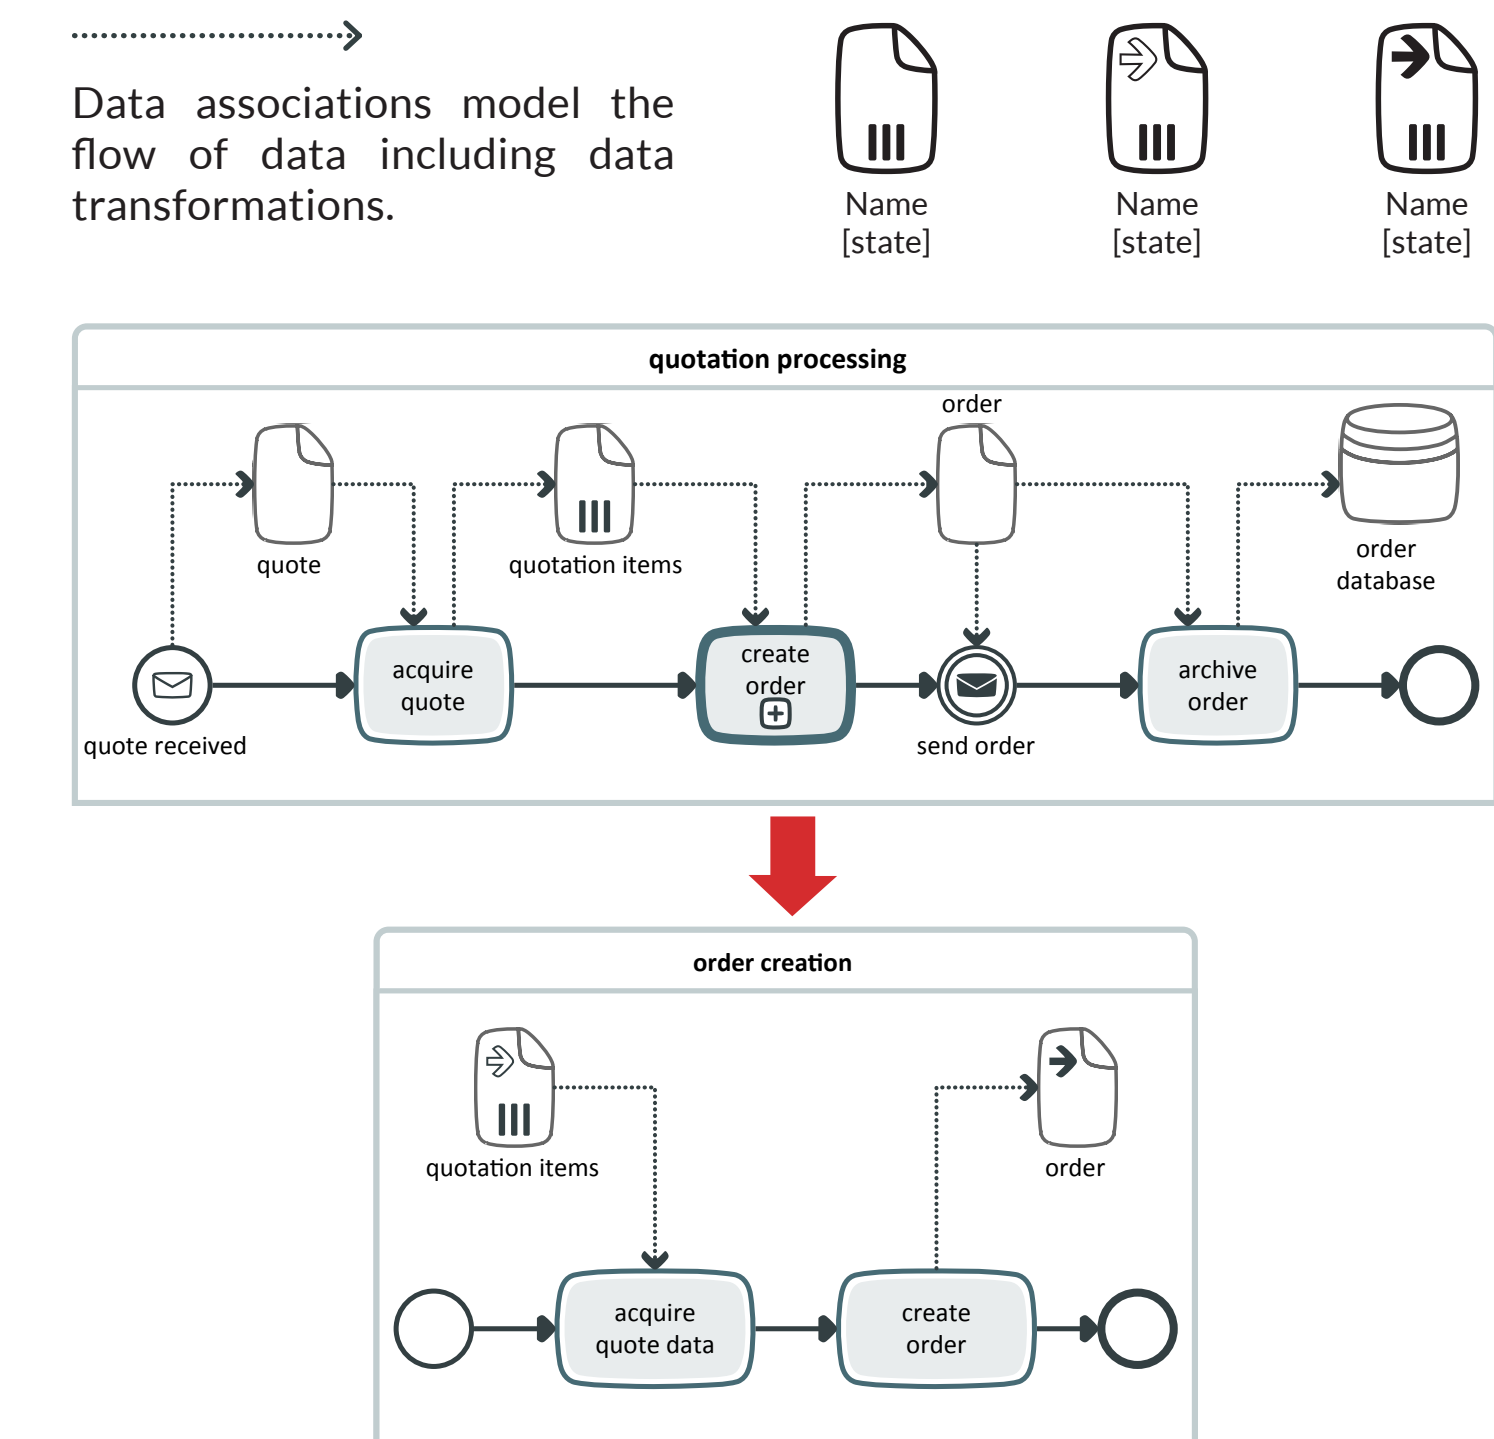 Data associations model the
flow of data including data
transformations.
Name
[state]
Name
[state]
Name
[state]
quotation processing
order
quote
quotation items
order
database
acquire
quote
create
order
archive
order
quote received
send order
order creation
quotation items
order
acquire
quote data
create
order